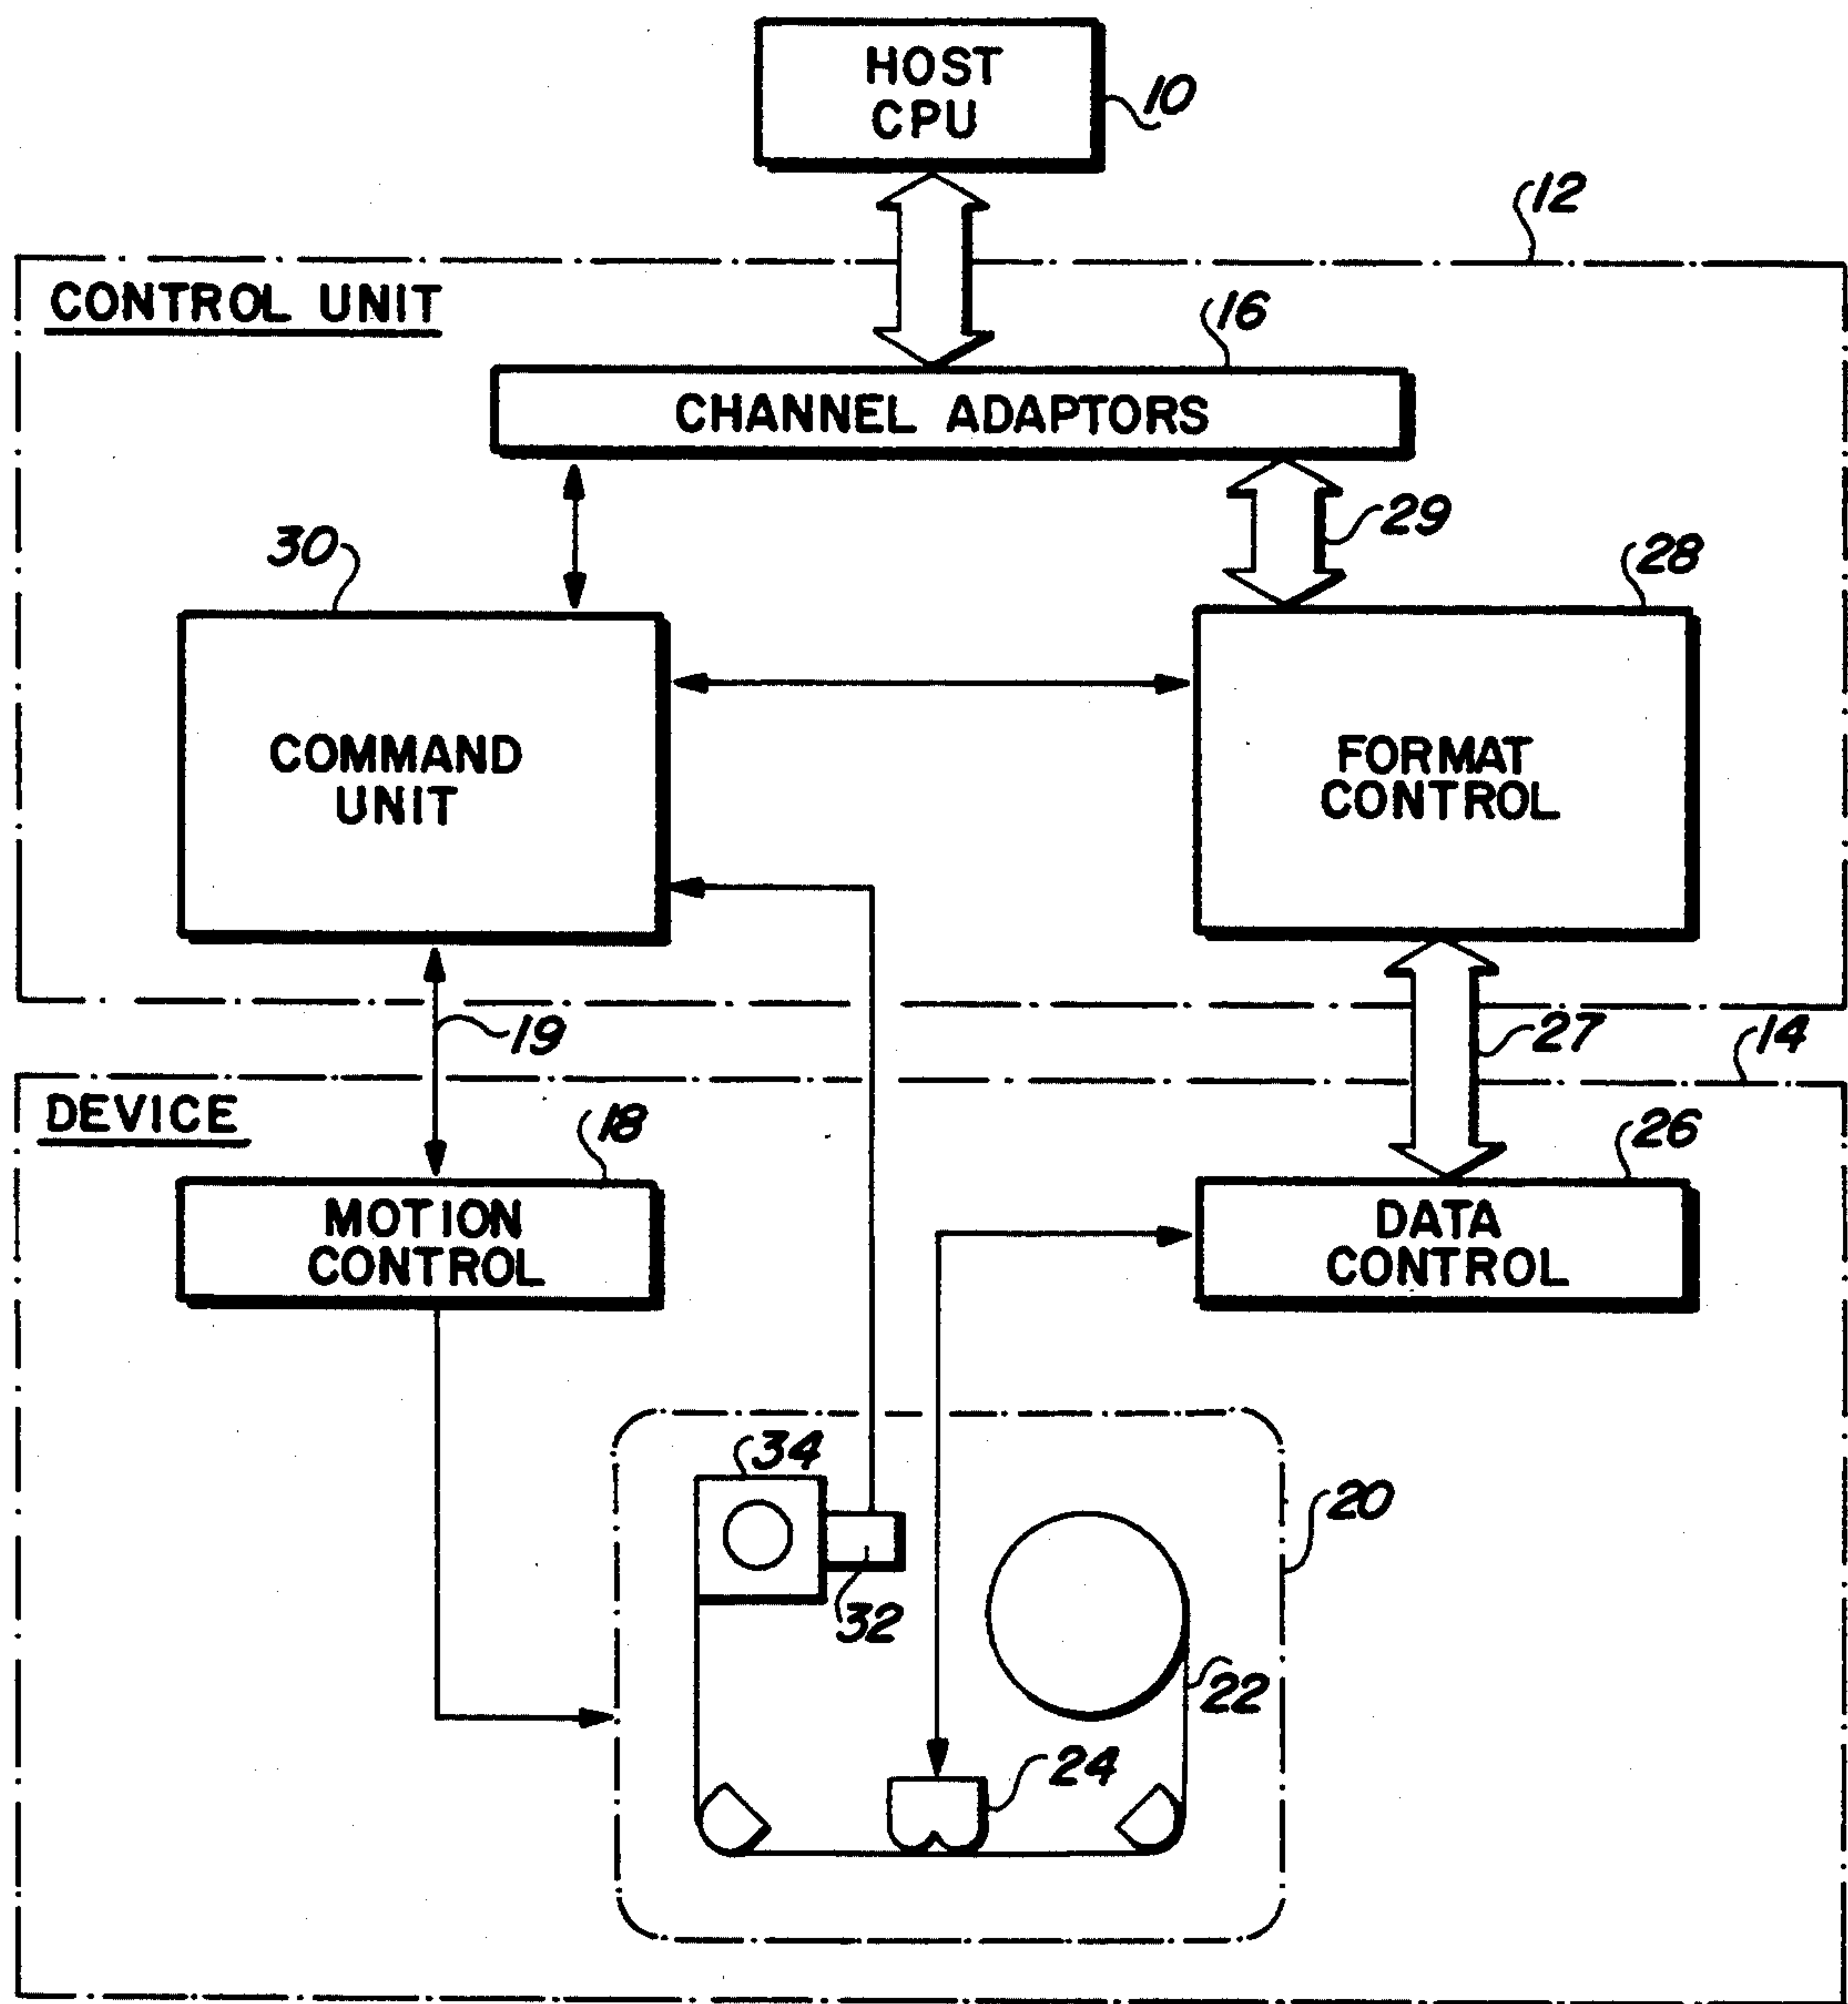 HOST
CPU
10
12
CONTROL UNIT
16
CHANNEL ADAPTORS
29
30
28
COMMAND
UNIT
FORMAT
CONTROL
19
27
14
DEVICE
18
26
MOTION
CONTROL
DATA
CONTROL
34
20
32
22
24